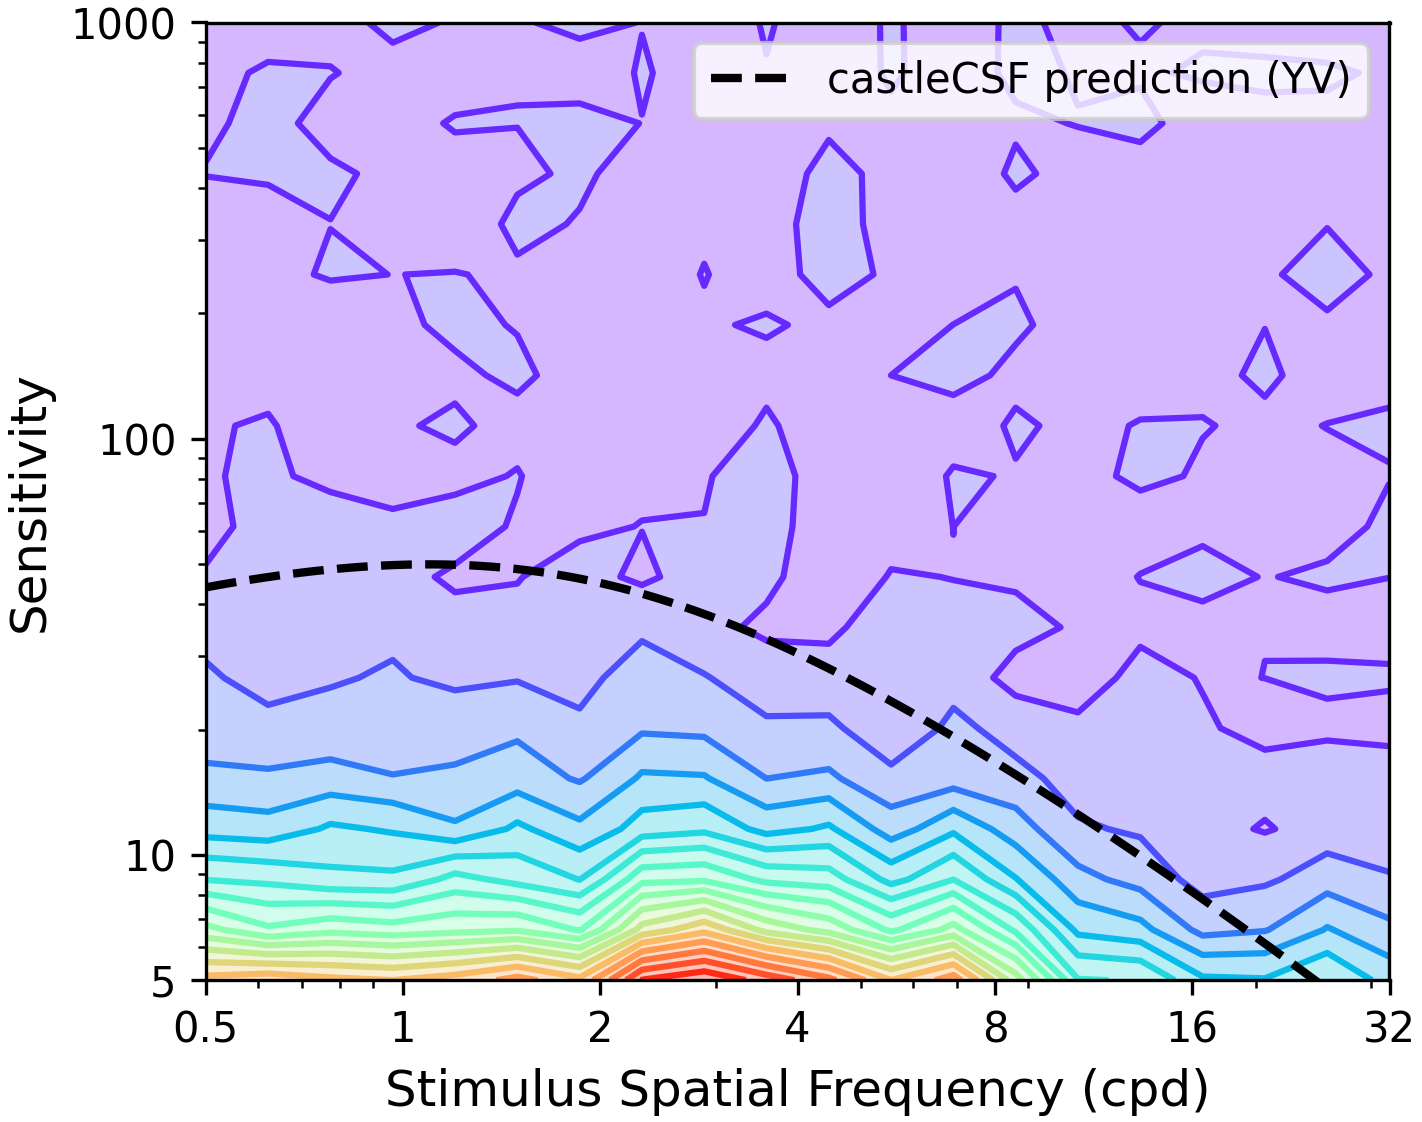 1000
castleCSF prediction (YV)
Sensitivity
100
10
5
0.5 1 2 4 8 16 32
Stimulus Spatial Frequency (cpd)